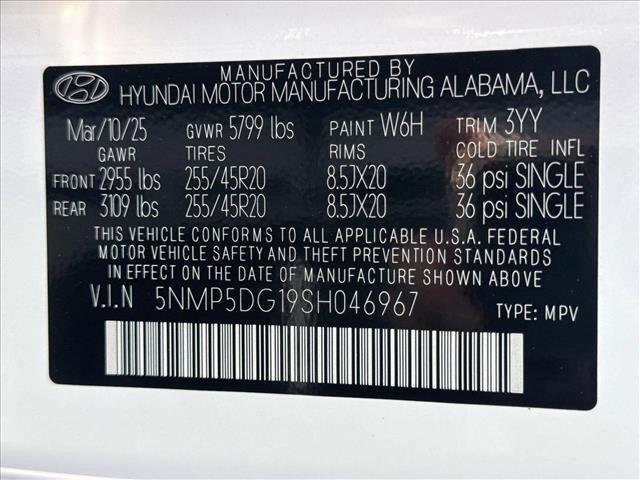 MANUFACTURED BY
HYUNDAI MOTOR MANUFACTURING ALABAMA, LLC
Mar/10/25 GVWR 5799 lbs PAINT W6H TRIM 3YY
GAWR TIRES RIMS COLD TIRE INFL
FRONT 2955 lbs 255/45R20 8.5JX20 36 psi SINGLE
REAR 3109 lbs 255/45R20 8.5JX20 36 psi SINGLE
THIS VEHICLE CONFORMS TO ALL APPLICABLE U.S.A. FEDERAL
MOTOR VEHICLE SAFETY AND THEFT PREVENTION STANDARDS
IN EFFECT ON THE DATE OF MANUFACTURE SHOWN ABOVE.
V.I.N 5NMP5DG19SH046967 TYPE: MPV